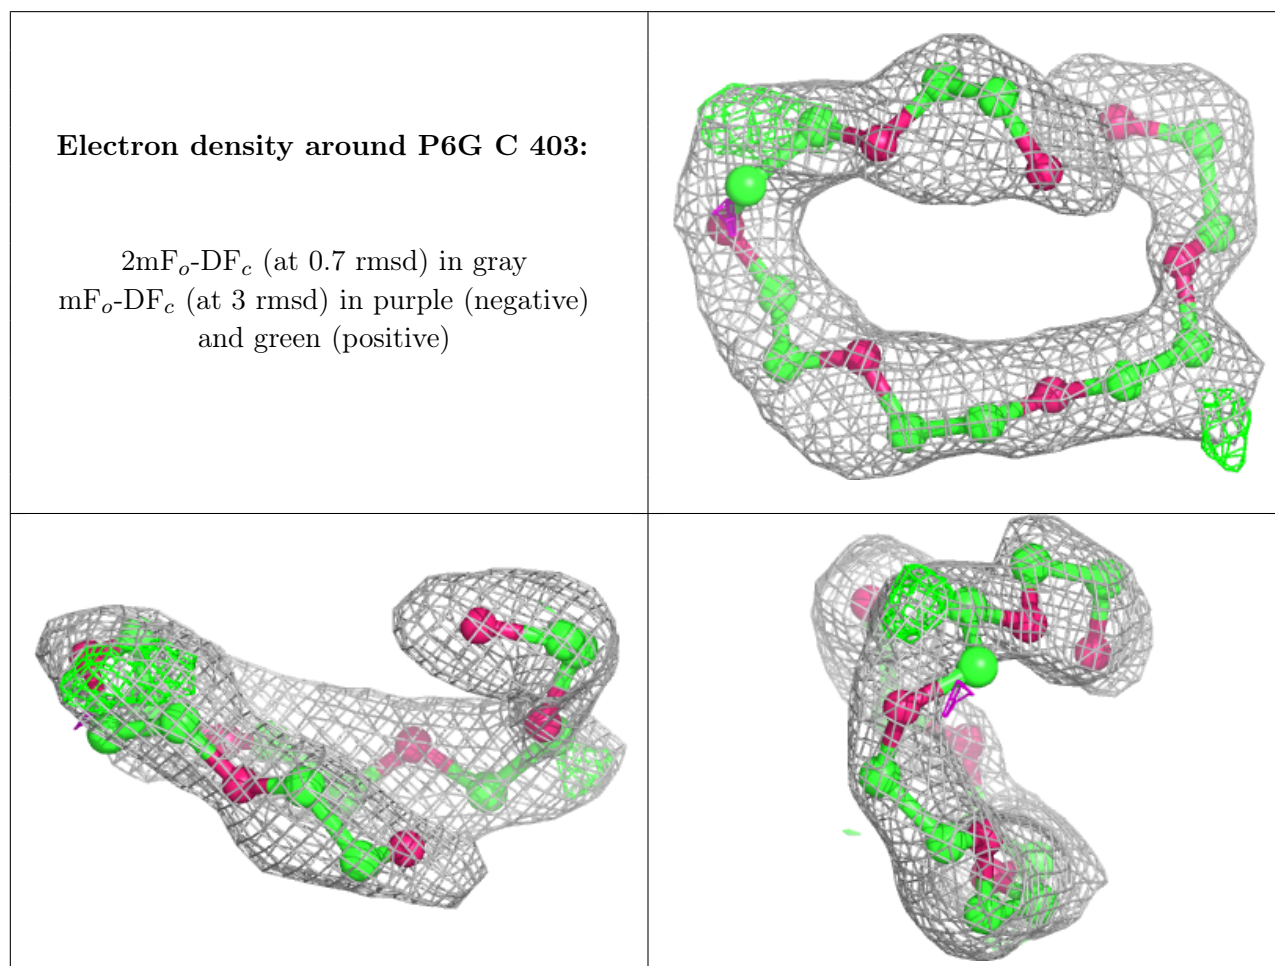 Electron density around P6G C 403:
2mFₒ-DF𝒸 (at 0.7 rmsd) in gray
mFₒ-DF𝒸 (at 3 rmsd) in purple (negative)
and green (positive)